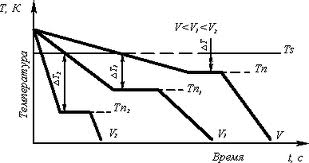 T, K
V<V₁<V₂
ΔT
Ts
Tn
ΔT₂
ΔT₁
Tn₁
Tn₂
Температура
V₂
V₁
V
Время
t, c